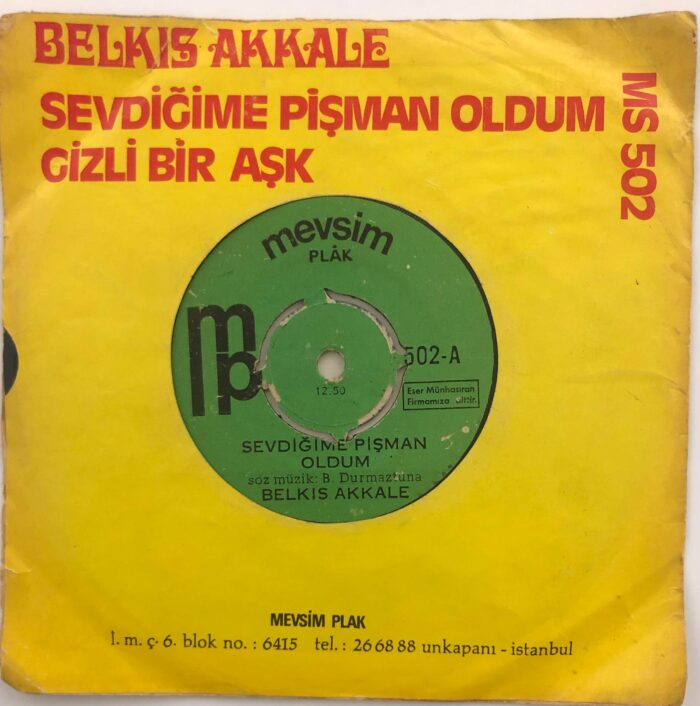 BELKIS AKKALE
SEVDİĞİME PİŞMAN OLDUM
GİZLİ BİR AŞK
MS 502
mevsim
PLÂK
mp
502-A
12.50
Eser Münhasıran
Firmamıza aittir.
SEVDİĞİME PİŞMAN
OLDUM
söz müzik: B. Durmaztuna
BELKIS AKKALE
MEVSİM PLAK
İ. m. ç. 6. blok no. : 6415 tel. : 26 68 88 unkapanı - istanbul